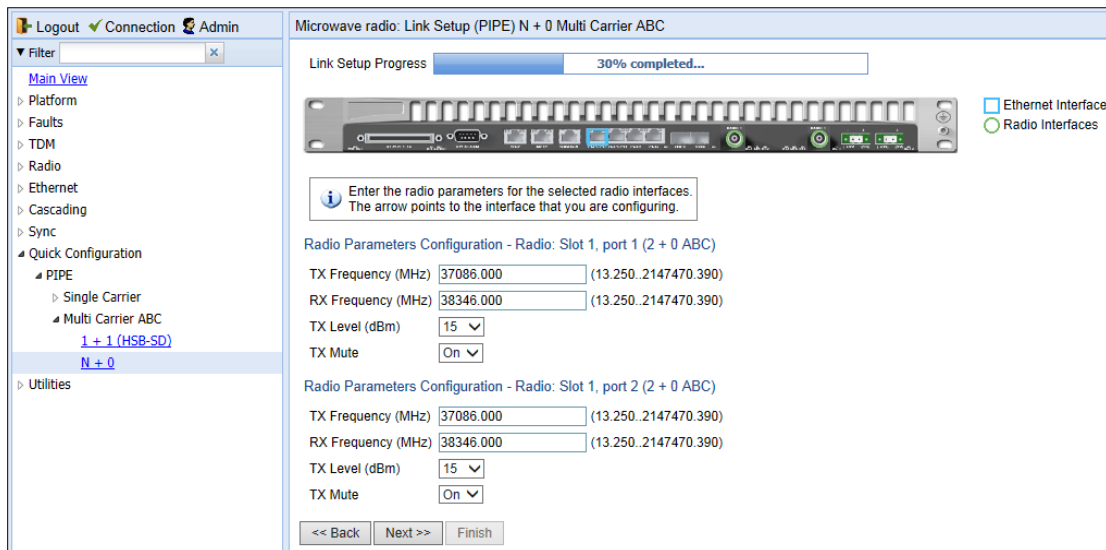 Logout Connection Admin
Filter
Main View
Platform
Faults
TDM
Radio
Ethernet
Cascading
Sync
Quick Configuration
PIPE
Single Carrier
Multi Carrier ABC
1 + 1 (HSB-SD)
N + 0
Utilities
Microwave radio: Link Setup (PIPE) N + 0 Multi Carrier ABC
Link Setup Progress 30% completed...
Ethernet Interface
Radio Interfaces
Enter the radio parameters for the selected radio interfaces.
The arrow points to the interface that you are configuring.
Radio Parameters Configuration - Radio: Slot 1, port 1 (2 + 0 ABC)
TX Frequency (MHz) 37086.000 (13.250..2147470.390)
RX Frequency (MHz) 38346.000 (13.250..2147470.390)
TX Level (dBm) 15
TX Mute On
Radio Parameters Configuration - Radio: Slot 1, port 2 (2 + 0 ABC)
TX Frequency (MHz) 37086.000 (13.250..2147470.390)
RX Frequency (MHz) 38346.000 (13.250..2147470.390)
TX Level (dBm) 15
TX Mute On
<< Back Next >> Finish